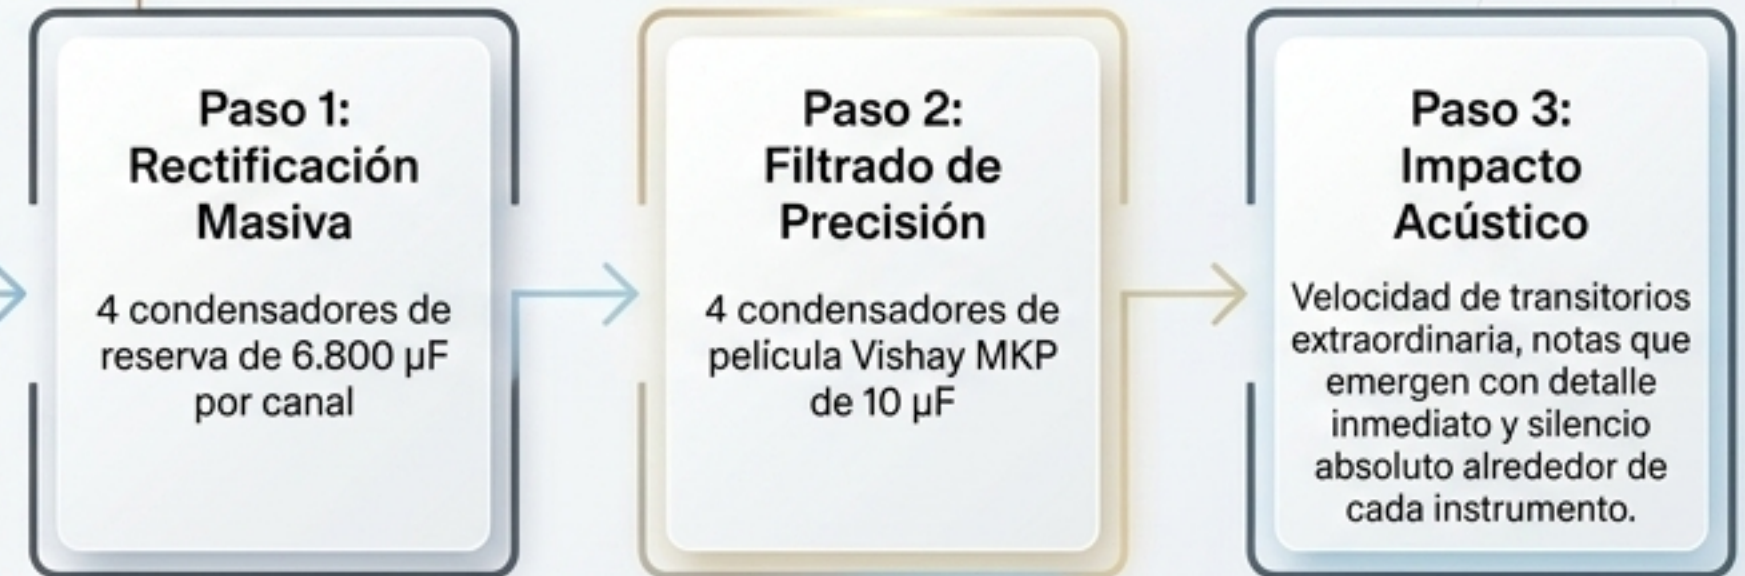 Paso 1:
Rectificación
Masiva
4 condensadores de
reserva de 6.800 µF
por canal
Paso 2:
Filtrado de
Precisión
4 condensadores de
película Vishay MKP
de 10 µF
Paso 3:
Impacto
Acústico
Velocidad de transitorios
extraordinaria, notas que
emergen con detalle
inmediato y silencio
absoluto alrededor de
cada instrumento.